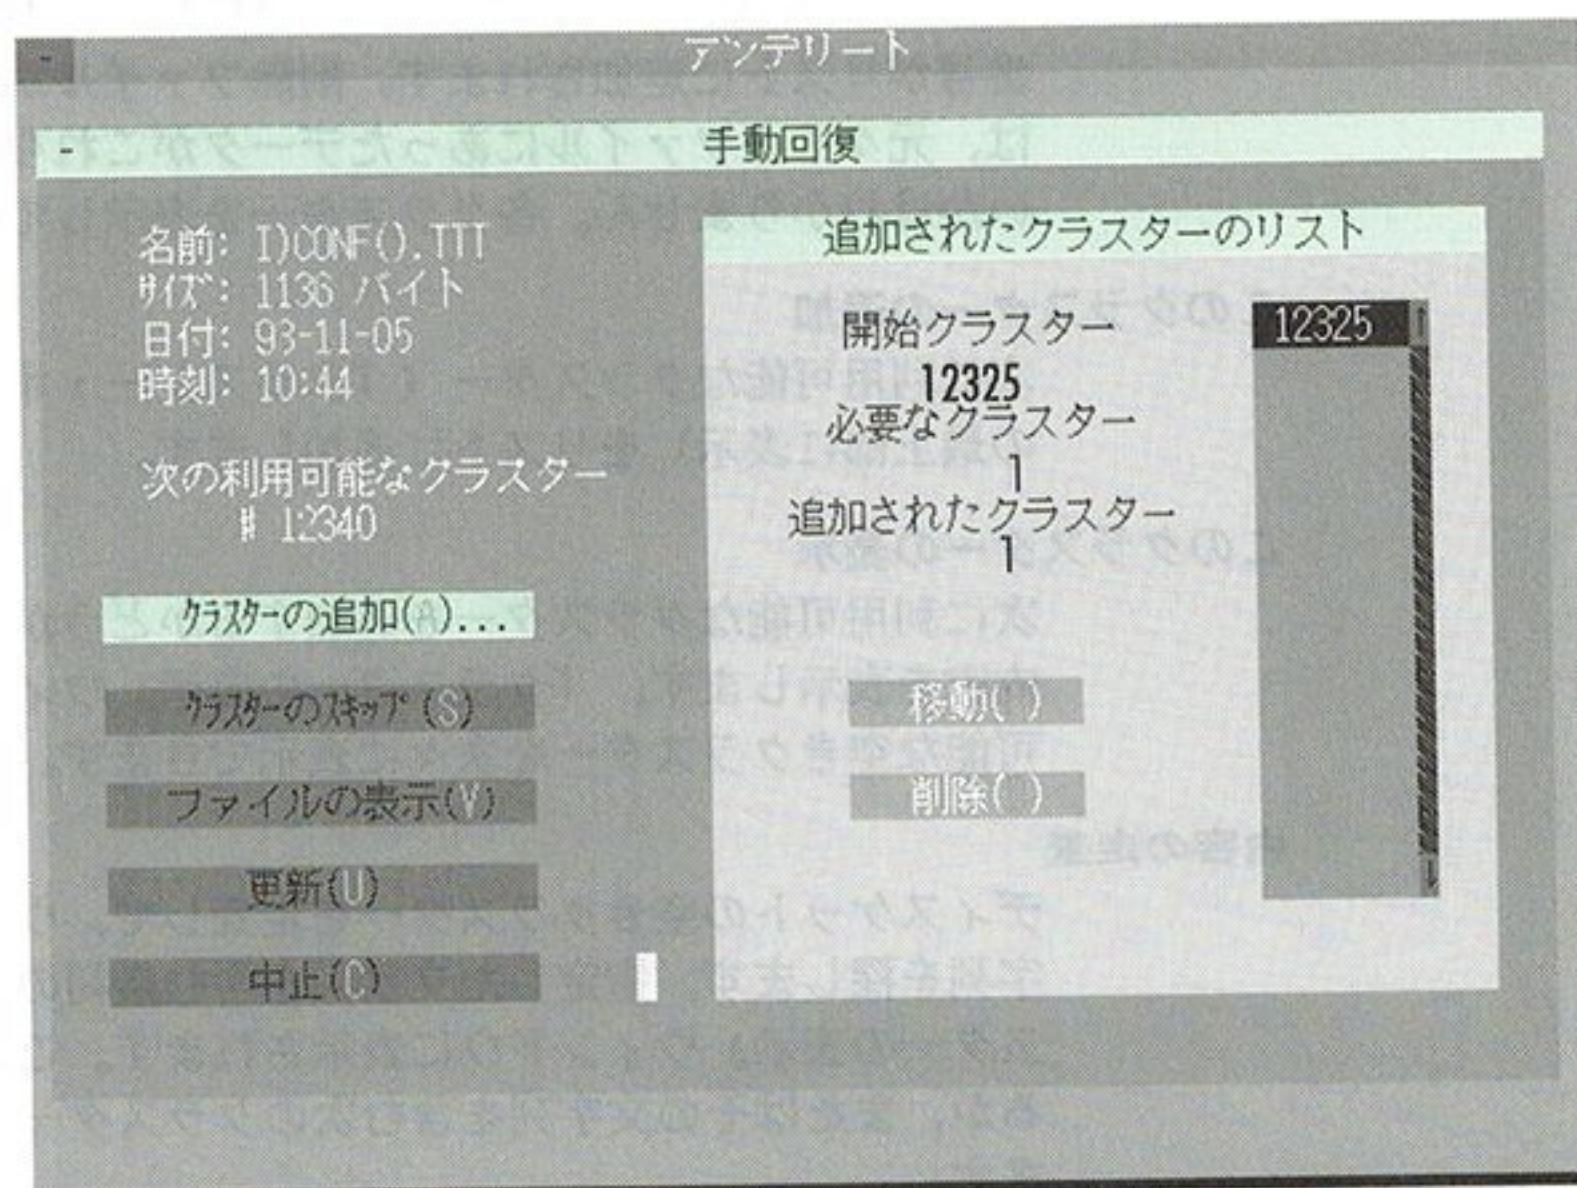 アンデリート
手動回復
名前: I)CONF().TTT
ｻｲｽﾞ: 1136 バイト
日付: 93-11-05
時刻: 10:44
次の利用可能なクラスター
# 12340
ｸﾗｽﾀｰの追加(A)...
ｸﾗｽﾀｰのｽｷｯﾌﾟ(S)
ファイルの表示(V)
更新(U)
中止(C)
追加されたクラスターのリスト
開始クラスター
12325
必要なクラスター
1
追加されたクラスター
1
移動( )
削除( )
12325